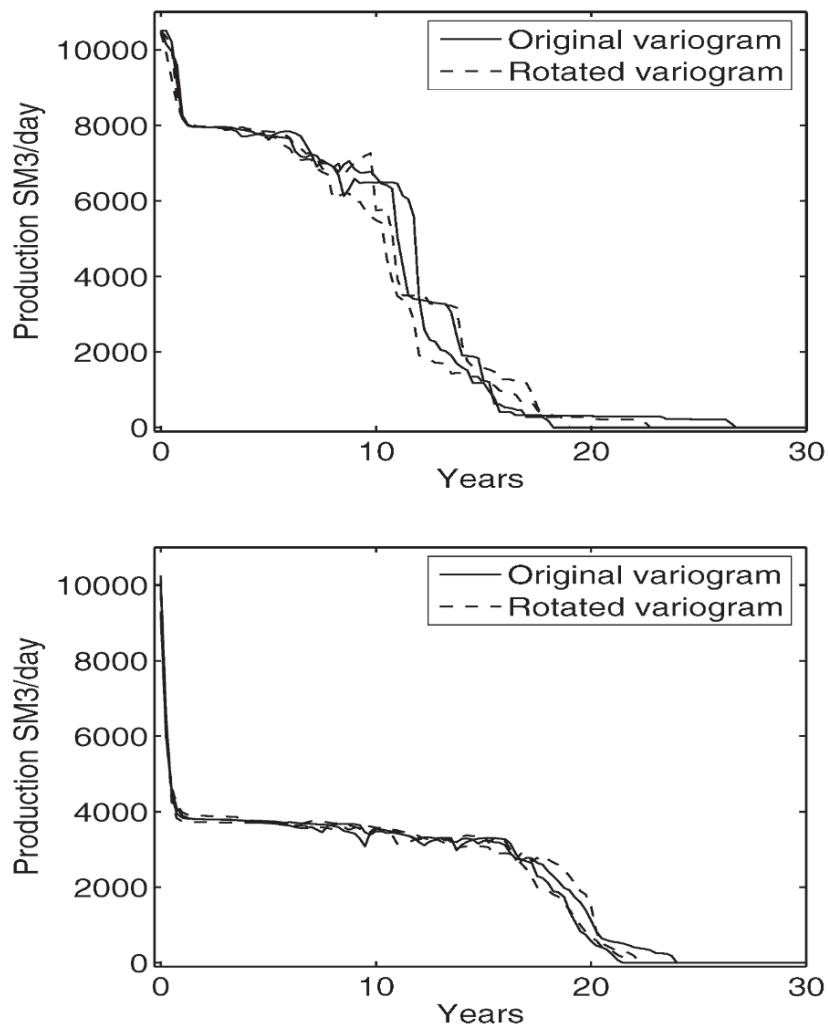 Original variogram
Rotated variogram
10000
8000
6000
4000
2000
0
Production SM3/day
0 10 20 30
Years
Original variogram
Rotated variogram
10000
8000
6000
4000
2000
0
Production SM3/day
0 10 20 30
Years